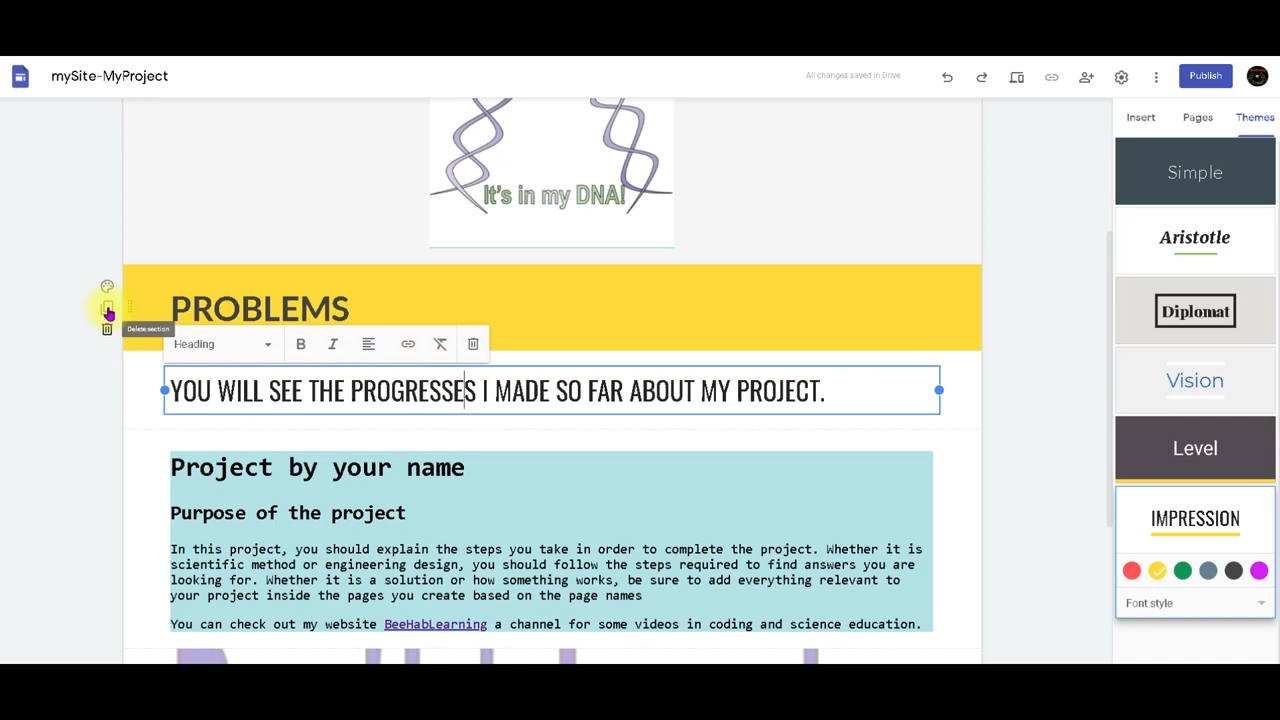 mySite-MyProject
All changes saved in Drive
Publish
Insert Pages Themes
It's in my DNA!
Simple
Aristotle
Diplomat
Vision
Level
IMPRESSION
Font style
PROBLEMS
Delete section
Heading
YOU WILL SEE THE PROGRESSES I MADE SO FAR ABOUT MY PROJECT.
Project by your name
Purpose of the project
In this project, you should explain the steps you take in order to complete the project. Whether it is
scientific method or engineering design, you should follow the steps required to find answers you are
looking for. Whether it is a solution or how something works, be sure to add everything relevant to
your project inside the pages you create based on the page names
You can check out my website BeeHabLearning a channel for some videos in coding and science education.